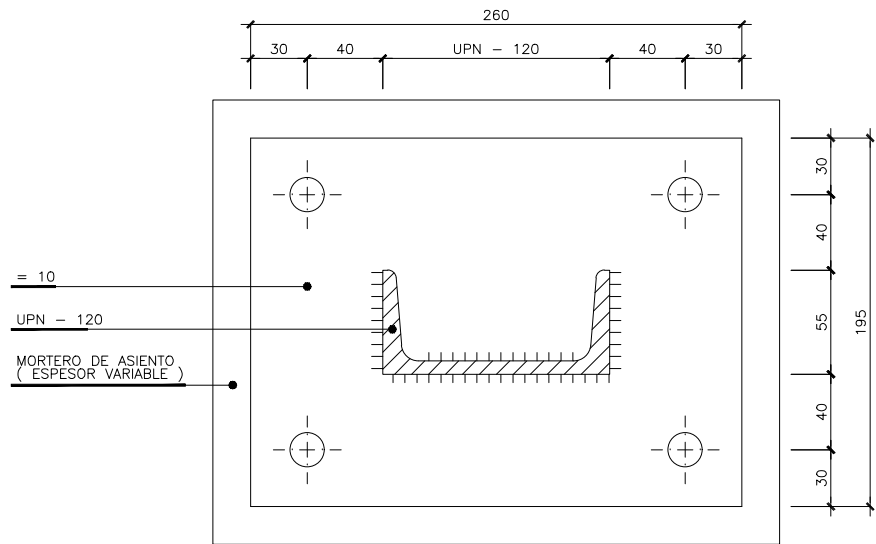 260
30 40 UPN - 120 40 30
30
40
55
195
40
30
= 10
UPN - 120
MORTERO DE ASIENTO
( ESPESOR VARIABLE )